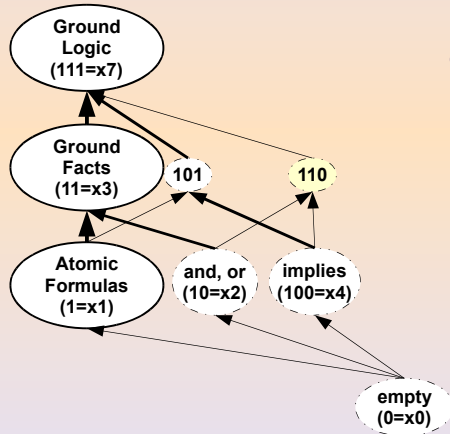 Ground
Logic
(111=x7)
Ground
Facts
(11=x3)
101
110
Atomic
Formulas
(1=x1)
and, or
(10=x2)
implies
(100=x4)
empty
(0=x0)